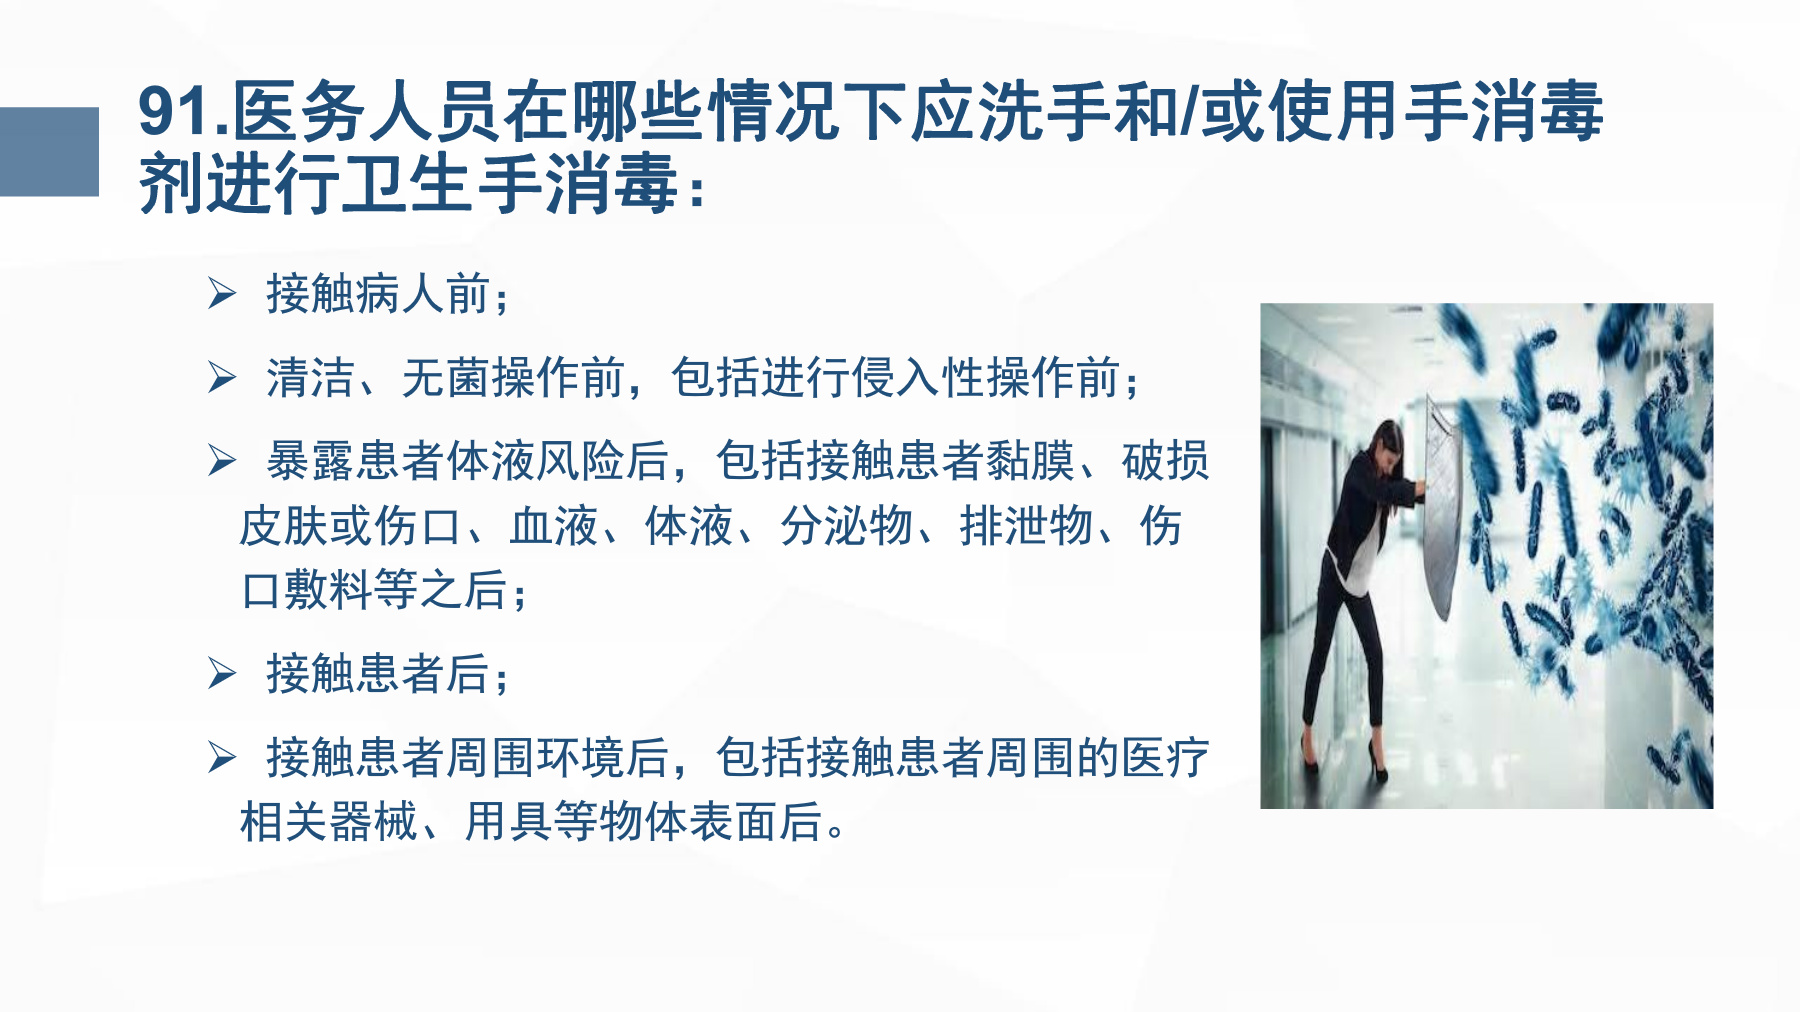 91.医务人员在哪些情况下应洗手和/或使用手消毒
剂进行卫生手消毒：
➢ 接触病人前；
➢ 清洁、无菌操作前，包括进行侵入性操作前；
➢ 暴露患者体液风险后，包括接触患者黏膜、破损
皮肤或伤口、血液、体液、分泌物、排泄物、伤
口敷料等之后；
➢ 接触患者后；
➢ 接触患者周围环境后，包括接触患者周围的医疗
相关器械、用具等物体表面后。